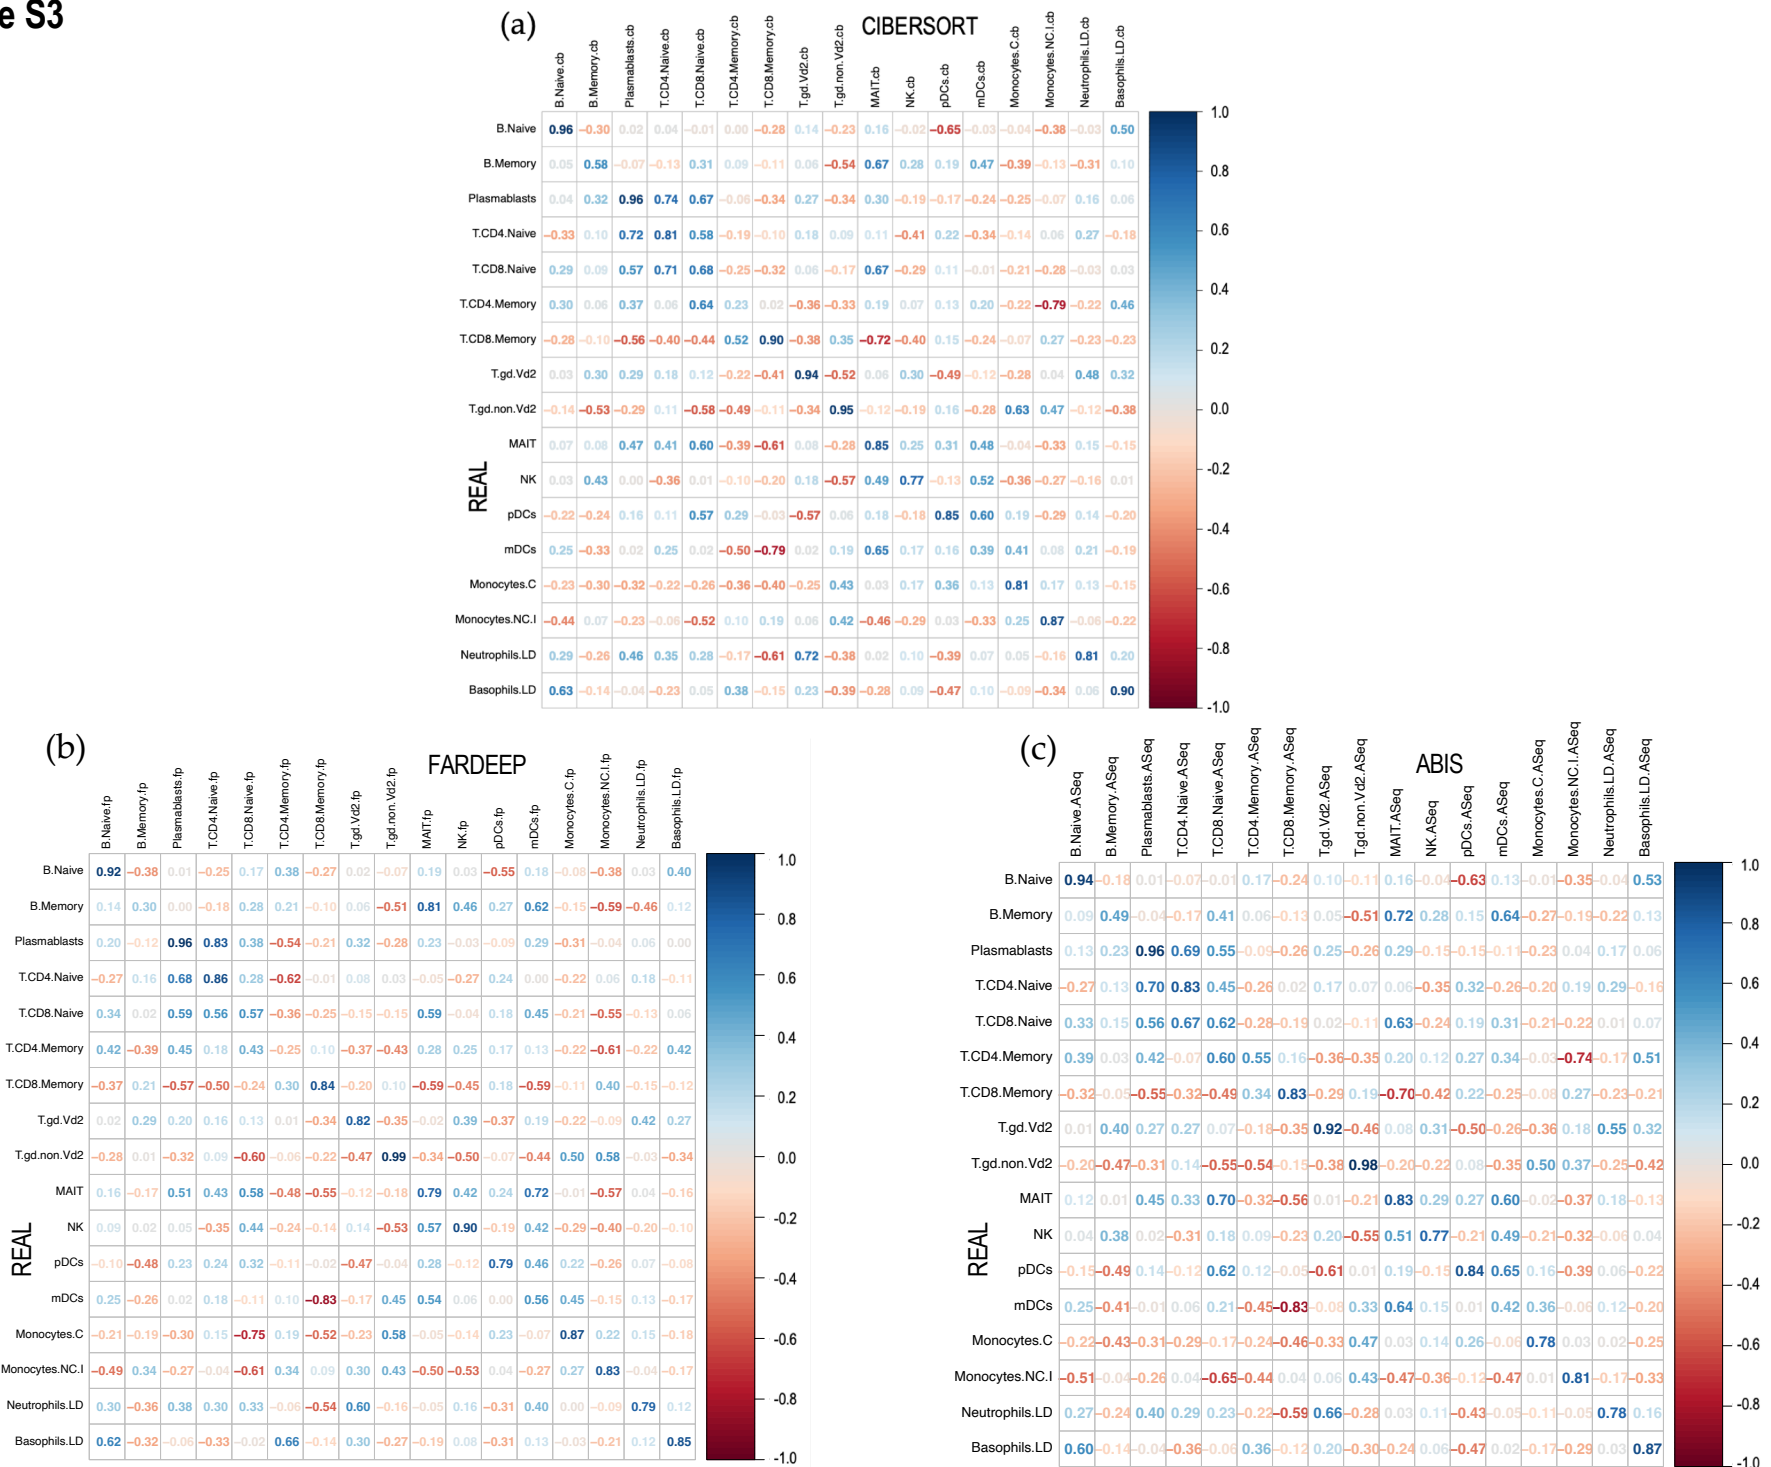 e S3
(a)
CIBERSORT
B.Naive.cb
B.Memory.cb
Plasmablasts.cb
T.CD4.Naive.cb
T.CD8.Naive.cb
T.CD4.Memory.cb
T.CD8.Memory.cb
T.gd.Vd2.cb
T.gd.non.Vd2.cb
MAIT.cb
NK.cb
pDCs.cb
mDCs.cb
Monocytes.C.cb
Monocytes.NC.I.cb
Neutrophils.LD.cb
Basophils.LD.cb
REAL
B.Naive 0.96 −0.30 0.02 0.04 −0.01 0.00 −0.28 0.14 −0.23 0.16 −0.02 −0.65 −0.03 −0.04 −0.38 −0.03 0.50
B.Memory 0.05 0.58 −0.07 −0.13 0.31 0.09 −0.11 0.06 −0.54 0.67 0.28 0.19 0.47 −0.39 −0.13 −0.31 0.10
Plasmablasts 0.04 0.32 0.96 0.74 0.67 −0.06 −0.34 0.27 −0.34 0.30 −0.19 −0.17 −0.24 −0.25 −0.07 0.16 0.06
T.CD4.Naive −0.33 0.10 0.72 0.81 0.58 −0.19 −0.10 0.18 0.09 0.11 −0.41 0.22 −0.34 −0.14 0.06 0.27 −0.18
T.CD8.Naive 0.29 0.09 0.57 0.71 0.68 −0.25 −0.32 0.06 −0.17 0.67 −0.29 0.11 −0.01 −0.21 −0.28 −0.03 0.03
T.CD4.Memory 0.30 0.06 0.37 0.06 0.64 0.23 0.02 −0.36 −0.33 0.19 0.07 0.13 0.20 −0.22 −0.79 −0.22 0.46
T.CD8.Memory −0.28 −0.10 −0.56 −0.40 −0.44 0.52 0.90 −0.38 0.35 −0.72 −0.40 0.15 −0.24 −0.07 0.27 −0.23 −0.23
T.gd.Vd2 0.03 0.30 0.29 0.18 0.12 −0.22 −0.41 0.94 −0.52 0.06 0.30 −0.49 −0.12 −0.28 0.04 0.48 0.32
T.gd.non.Vd2 −0.14 −0.53 −0.29 0.11 −0.58 −0.49 −0.11 −0.34 0.95 −0.12 −0.19 0.16 −0.28 0.63 0.47 −0.12 −0.38
MAIT 0.07 0.08 0.47 0.41 0.60 −0.39 −0.61 0.08 −0.28 0.85 0.25 0.31 0.48 −0.04 −0.33 0.15 −0.15
NK 0.03 0.43 0.00 −0.36 0.01 −0.10 −0.20 0.18 −0.57 0.49 0.77 −0.13 0.52 −0.36 −0.27 −0.16 0.01
pDCs −0.22 −0.24 0.16 0.11 0.57 0.29 −0.03 −0.57 0.06 0.18 −0.18 0.85 0.60 0.19 −0.29 0.14 −0.20
mDCs 0.25 −0.33 0.02 0.25 0.02 −0.50 −0.79 0.02 0.19 0.65 0.17 0.16 0.39 0.41 0.08 0.21 −0.19
Monocytes.C −0.23 −0.30 −0.32 −0.22 −0.26 −0.36 −0.40 −0.25 0.43 0.03 0.17 0.36 0.13 0.81 0.17 0.13 −0.15
Monocytes.NC.I −0.44 0.07 −0.23 −0.06 −0.52 0.10 0.19 0.06 0.42 −0.46 −0.29 0.03 −0.33 0.25 0.87 −0.06 −0.22
Neutrophils.LD 0.29 −0.26 0.46 0.35 0.28 −0.17 −0.61 0.72 −0.38 0.02 0.10 −0.39 0.07 0.05 −0.16 0.81 0.20
Basophils.LD 0.63 −0.14 −0.04 −0.23 0.05 0.38 −0.15 0.23 −0.39 −0.28 0.09 −0.47 0.10 −0.09 −0.34 0.06 0.90
1.0
0.8
0.6
0.4
0.2
0.0
-0.2
-0.4
-0.6
-0.8
-1.0
(b)
FARDEEP
B.Naive.fp
B.Memory.fp
Plasmablasts.fp
T.CD4.Naive.fp
T.CD8.Naive.fp
T.CD4.Memory.fp
T.CD8.Memory.fp
T.gd.Vd2.fp
T.gd.non.Vd2.fp
MAIT.fp
NK.fp
pDCs.fp
mDCs.fp
Monocytes.C.fp
Monocytes.NC.I.fp
Neutrophils.LD.fp
Basophils.LD.fp
REAL
B.Naive 0.92 −0.38 0.01 −0.25 0.17 0.38 −0.27 0.02 −0.07 0.19 0.03 −0.55 0.18 −0.08 −0.38 0.03 0.40
B.Memory 0.14 0.30 0.00 −0.18 0.28 0.21 −0.10 0.06 −0.51 0.81 0.46 0.27 0.62 −0.15 −0.59 −0.46 0.12
Plasmablasts 0.20 −0.12 0.96 0.83 0.38 −0.54 −0.21 0.32 −0.28 0.23 −0.03 −0.09 0.29 −0.31 −0.04 0.06 0.00
T.CD4.Naive −0.27 0.16 0.68 0.86 0.28 −0.62 −0.01 0.08 0.03 −0.05 −0.27 0.24 0.00 −0.22 0.06 0.18 −0.11
T.CD8.Naive 0.34 0.02 0.59 0.56 0.57 −0.36 −0.25 −0.15 −0.15 0.59 −0.04 0.18 0.45 −0.21 −0.55 −0.13 0.06
T.CD4.Memory 0.42 −0.39 0.45 0.18 0.43 −0.25 0.10 −0.37 −0.43 0.28 0.25 0.17 0.13 −0.22 −0.61 −0.22 0.42
T.CD8.Memory −0.37 0.21 −0.57 −0.50 −0.24 0.30 0.84 −0.20 0.10 −0.59 −0.45 0.18 −0.59 −0.11 0.40 −0.15 −0.12
T.gd.Vd2 0.02 0.29 0.20 0.16 0.13 0.01 −0.34 0.82 −0.35 −0.02 0.39 −0.37 0.19 −0.22 −0.09 0.42 0.27
T.gd.non.Vd2 −0.28 0.01 −0.32 0.09 −0.60 −0.06 −0.22 −0.47 0.99 −0.34 −0.50 −0.07 −0.44 0.50 0.58 −0.03 −0.34
MAIT 0.16 −0.17 0.51 0.43 0.58 −0.48 −0.55 −0.12 −0.18 0.79 0.42 0.24 0.72 −0.01 −0.57 0.04 −0.16
NK 0.09 0.02 0.05 −0.35 0.44 −0.24 −0.14 0.14 −0.53 0.57 0.90 −0.19 0.42 −0.29 −0.40 −0.20 −0.10
pDCs −0.10 −0.48 0.23 0.24 0.32 −0.11 −0.02 −0.47 −0.04 0.28 −0.12 0.79 0.46 0.22 −0.26 0.07 −0.08
mDCs 0.25 −0.26 0.02 0.18 −0.11 0.10 −0.83 −0.17 0.45 0.54 0.06 0.00 0.56 0.45 −0.15 0.13 −0.17
Monocytes.C −0.21 −0.19 −0.30 0.15 −0.75 0.19 −0.52 −0.23 0.58 −0.05 −0.14 0.23 −0.07 0.87 0.22 0.15 −0.18
Monocytes.NC.I −0.49 0.34 −0.27 −0.04 −0.61 0.34 0.09 0.30 0.43 −0.50 −0.53 0.04 −0.27 0.27 0.83 −0.04 −0.17
Neutrophils.LD 0.30 −0.36 0.38 0.30 0.33 −0.06 −0.54 0.60 −0.16 −0.05 0.16 −0.31 0.40 0.00 −0.09 0.79 0.12
Basophils.LD 0.62 −0.32 −0.06 −0.33 −0.02 0.66 −0.14 0.30 −0.27 −0.19 0.08 −0.31 0.13 −0.03 −0.21 0.12 0.85
1.0
0.8
0.6
0.4
0.2
0.0
-0.2
-0.4
-0.6
-0.8
-1.0
(c)
ABIS
B.Naive.ASeq
B.Memory.ASeq
Plasmablasts.ASeq
T.CD4.Naive.ASeq
T.CD8.Naive.ASeq
T.CD4.Memory.ASeq
T.CD8.Memory.ASeq
T.gd.Vd2.ASeq
T.gd.non.Vd2.ASeq
MAIT.ASeq
NK.ASeq
pDCs.ASeq
mDCs.ASeq
Monocytes.C.ASeq
Monocytes.NC.I.ASeq
Neutrophils.LD.ASeq
Basophils.LD.ASeq
REAL
B.Naive 0.94 −0.18 0.01 −0.07 −0.01 0.17 −0.24 0.10 −0.11 0.16 −0.04 −0.63 0.13 −0.01 −0.35 −0.04 0.53
B.Memory 0.09 0.49 −0.04 −0.17 0.41 0.06 −0.13 0.05 −0.51 0.72 0.28 0.15 0.64 −0.27 −0.19 −0.22 0.13
Plasmablasts 0.13 0.23 0.96 0.69 0.55 −0.09 −0.26 0.25 −0.26 0.29 −0.15 −0.15 −0.11 −0.23 0.04 0.17 0.06
T.CD4.Naive −0.27 0.13 0.70 0.83 0.45 −0.26 0.02 0.17 0.07 0.06 −0.35 0.32 −0.26 −0.20 0.19 0.29 −0.16
T.CD8.Naive 0.33 0.15 0.56 0.67 0.62 −0.28 −0.19 0.02 −0.11 0.63 −0.24 0.19 0.31 −0.21 −0.22 0.01 0.07
T.CD4.Memory 0.39 0.03 0.42 −0.07 0.60 0.55 0.16 −0.36 −0.35 0.20 0.12 0.27 0.34 −0.03 −0.74 −0.17 0.51
T.CD8.Memory −0.32 −0.05 −0.55 −0.32 −0.49 0.34 0.83 −0.29 0.19 −0.70 −0.42 0.22 −0.25 −0.08 0.27 −0.23 −0.21
T.gd.Vd2 0.01 0.40 0.27 0.27 0.07 −0.18 −0.35 0.92 −0.46 0.08 0.31 −0.50 −0.26 −0.36 0.18 0.55 0.32
T.gd.non.Vd2 −0.20 −0.47 −0.31 0.14 −0.55 −0.54 −0.15 −0.38 0.98 −0.20 −0.22 0.08 −0.35 0.50 0.37 −0.25 −0.42
MAIT 0.12 0.01 0.45 0.33 0.70 −0.32 −0.56 0.01 −0.21 0.83 0.29 0.27 0.60 −0.02 −0.37 0.18 −0.13
NK 0.04 0.38 0.02 −0.31 0.18 0.09 −0.23 0.20 −0.55 0.51 0.77 −0.21 0.49 −0.21 −0.32 −0.06 0.04
pDCs −0.15 −0.49 0.14 −0.12 0.62 0.12 −0.05 −0.61 0.01 0.19 −0.15 0.84 0.65 0.16 −0.39 0.06 −0.22
mDCs 0.25 −0.41 −0.01 0.06 0.21 −0.45 −0.83 −0.08 0.33 0.64 0.15 0.01 0.42 0.36 −0.06 0.12 −0.20
Monocytes.C −0.22 −0.43 −0.31 −0.29 −0.17 −0.24 −0.46 −0.33 0.47 0.03 0.14 0.26 −0.06 0.78 0.03 0.02 −0.25
Monocytes.NC.I −0.51 −0.04 −0.26 0.04 −0.65 −0.44 0.04 0.06 0.43 −0.47 −0.36 −0.12 −0.47 0.01 0.81 −0.17 −0.33
Neutrophils.LD 0.27 −0.24 0.40 0.29 0.23 −0.22 −0.59 0.66 −0.28 0.03 0.11 −0.43 −0.05 −0.11 −0.05 0.78 0.16
Basophils.LD 0.60 −0.14 −0.04 −0.36 −0.06 0.36 −0.12 0.20 −0.30 −0.24 0.06 −0.47 0.02 −0.17 −0.29 0.03 0.87
1.0
0.8
0.6
0.4
0.2
0.0
-0.2
-0.4
-0.6
-0.8
-1.0